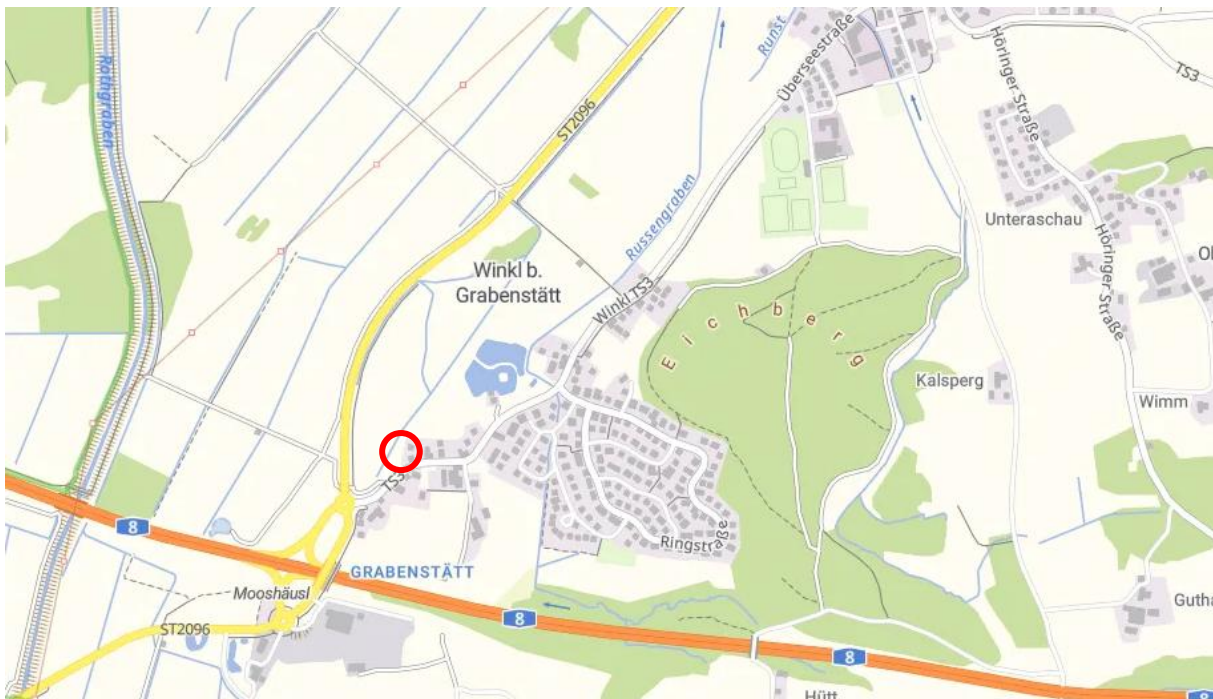 Rothgraben
Runst
Überseestraße
Höringer Straße
TS3
ST2096
Russengraben
Unteraschau
Winkl b.
Grabenstätt
Winkl TS3
Eichberg
Höringer Straße
Kalsperg
Wimm
TS3
8
Ringstraße
GRABENSTÄTT
Mooshäusl
8
ST2096
8
8
Hütt